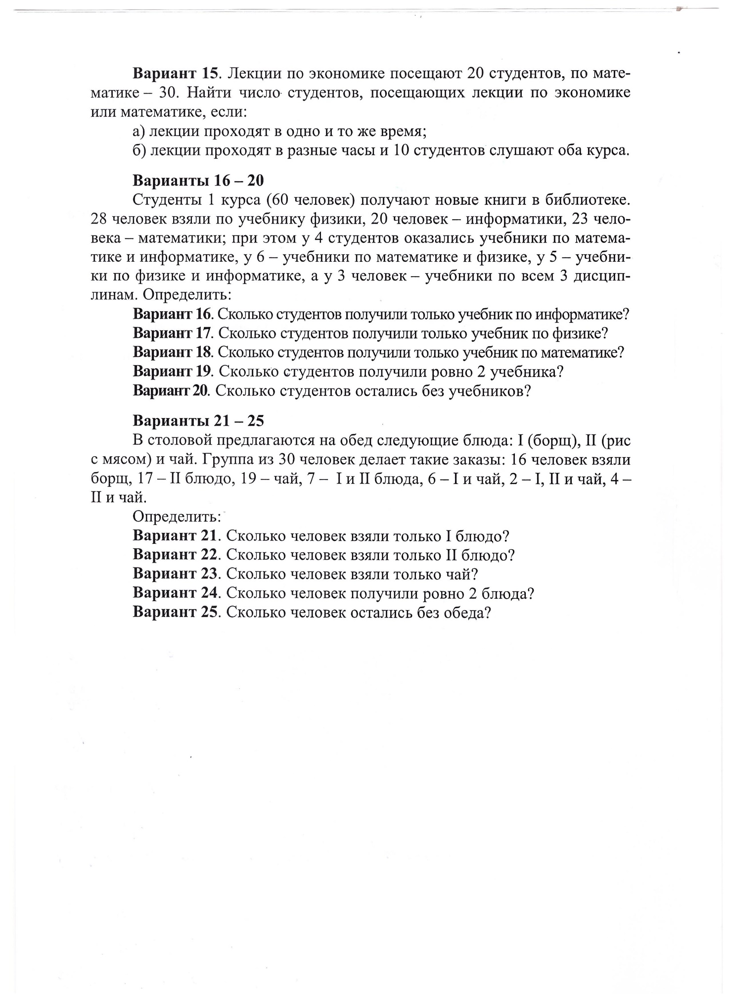 Вариант 15. Лекции по экономике посещают 20 студентов, по мате-
матике – 30. Найти число студентов, посещающих лекции по экономике
или математике, если:
а) лекции проходят в одно и то же время;
б) лекции проходят в разные часы и 10 студентов слушают оба курса.
Варианты 16 – 20
Студенты 1 курса (60 человек) получают новые книги в библиотеке.
28 человек взяли по учебнику физики, 20 человек – информатики, 23 чело-
века – математики; при этом у 4 студентов оказались учебники по матема-
тике и информатике, у 6 – учебники по математике и физике, у 5 – учебни-
ки по физике и информатике, а у 3 человек – учебники по всем 3 дисцип-
линам. Определить:
Вариант 16. Сколько студентов получили только учебник по информатике?
Вариант 17. Сколько студентов получили только учебник по физике?
Вариант 18. Сколько студентов получили только учебник по математике?
Вариант 19. Сколько студентов получили ровно 2 учебника?
Вариант 20. Сколько студентов остались без учебников?
Варианты 21 – 25
В столовой предлагаются на обед следующие блюда: I (борщ), II (рис
с мясом) и чай. Группа из 30 человек делает такие заказы: 16 человек взяли
борщ, 17 – II блюдо, 19 – чай, 7 – I и II блюда, 6 – I и чай, 2 – I, II и чай, 4 –
II и чай.
Определить:
Вариант 21. Сколько человек взяли только I блюдо?
Вариант 22. Сколько человек взяли только II блюдо?
Вариант 23. Сколько человек взяли только чай?
Вариант 24. Сколько человек получили ровно 2 блюда?
Вариант 25. Сколько человек остались без обеда?